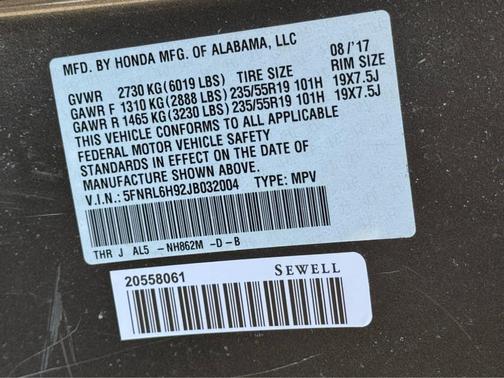 MFD. BY HONDA MFG. OF ALABAMA, LLC 08 /'17
GVWR 2730 KG (6019 LBS) TIRE SIZE RIM SIZE
GAWR F 1310 KG (2888 LBS) 235/55R19 101H 19X7.5J
GAWR R 1465 KG (3230 LBS) 235/55R19 101H 19X7.5J
THIS VEHICLE CONFORMS TO ALL APPLICABLE
FEDERAL MOTOR VEHICLE SAFETY
STANDARDS IN EFFECT ON THE DATE OF
MANUFACTURE SHOWN ABOVE.
V.I.N.: 5FNRL6H92JB032004 TYPE: MPV
THR J AL5 - NH862M -D-B
20558061 SEWELL